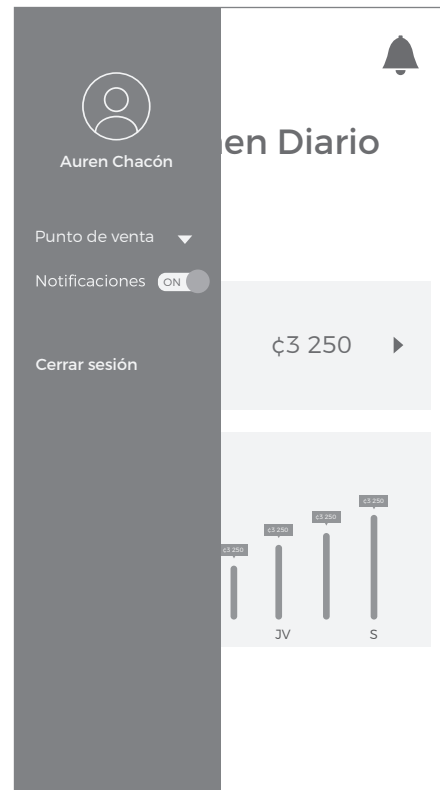 Auren Chacón
en Diario
Punto de venta
Notificaciones ON
¢3 250
Cerrar sesión
¢3 250
¢3 250
¢3 250
¢3 250
JV S